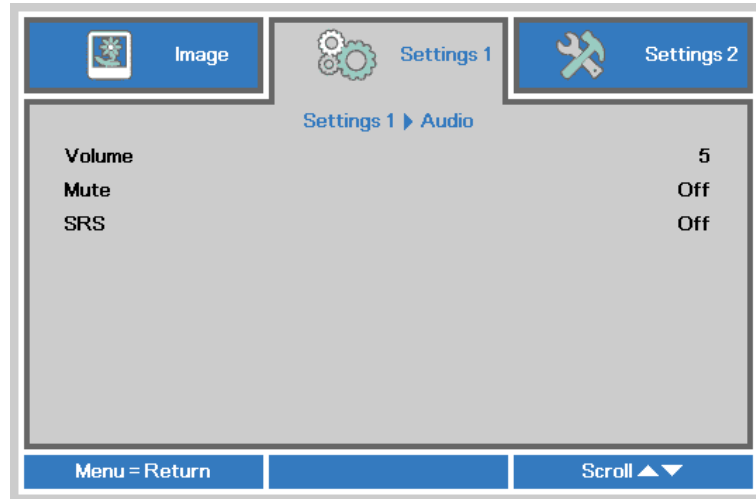 Image Settings 1 Settings 2
Settings 1 ▶ Audio
Volume 5
Mute Off
SRS Off
Menu = Return Scroll ▲▼